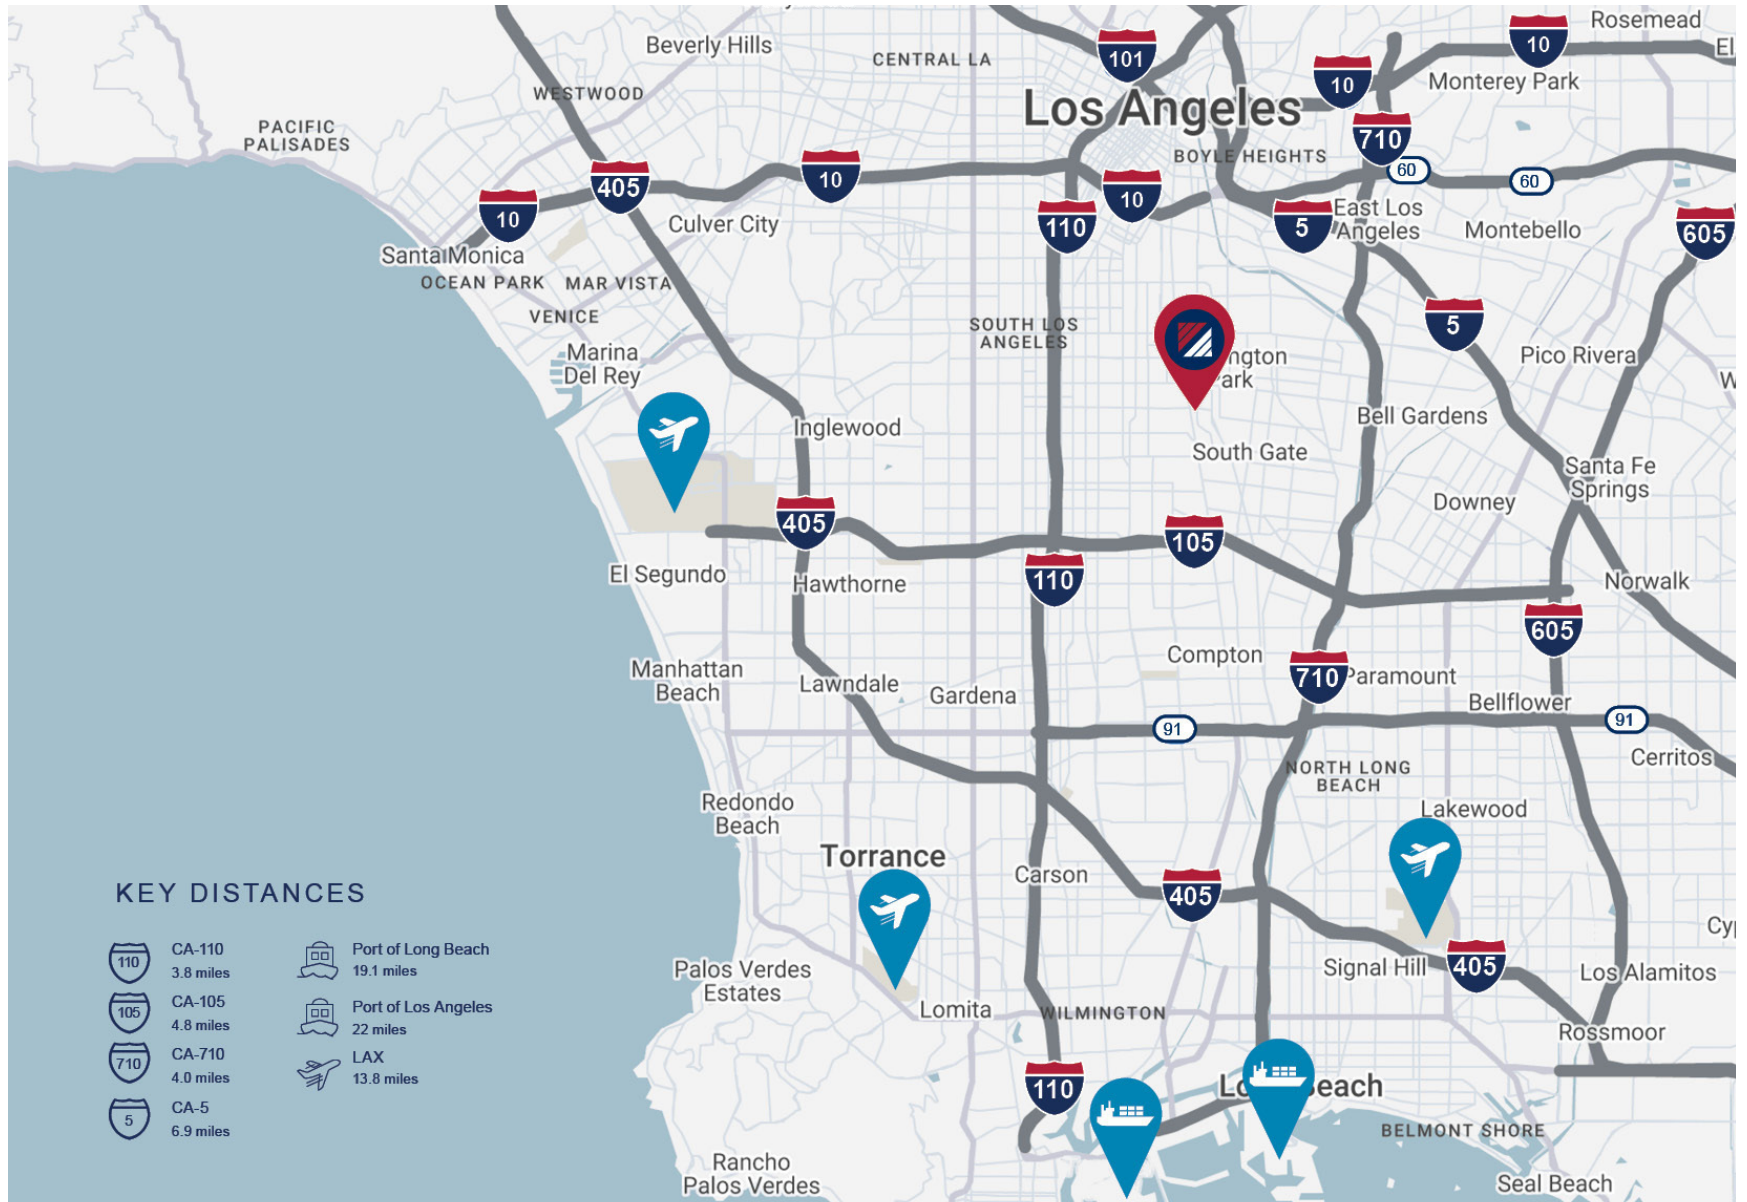 Rosemead
10
El
Beverly Hills
CENTRAL LA
101
10
Monterey Park
WESTWOOD
Los Angeles
PACIFIC
PALISADES
710
BOYLE HEIGHTS
60
60
405
10
10
10
110
5
East Los
Angeles
Montebello
605
Culver City
Santa Monica
OCEAN PARK
MAR VISTA
VENICE
SOUTH LOS
ANGELES
5
Marina
Del Rey
ngton
Park
Pico Rivera
W
Inglewood
Bell Gardens
South Gate
Santa Fe
Springs
Downey
405
105
El Segundo
Hawthorne
110
Norwalk
605
Manhattan
Beach
Lawndale
Gardena
Compton
710
Paramount
Bellflower
91
91
Cerritos
NORTH LONG
BEACH
Redondo
Beach
Lakewood
Torrance
Carson
405
Cyp
Palos Verdes
Estates
Signal Hill
405
Los Alamitos
Lomita
WILMINGTON
Rossmoor
110
Lo Beach
BELMONT SHORE
Rancho
Palos Verdes
Seal Beach
KEY DISTANCES
110
CA-110
3.8 miles
105
CA-105
4.8 miles
710
CA-710
4.0 miles
5
CA-5
6.9 miles
Port of Long Beach
19.1 miles
Port of Los Angeles
22 miles
LAX
13.8 miles